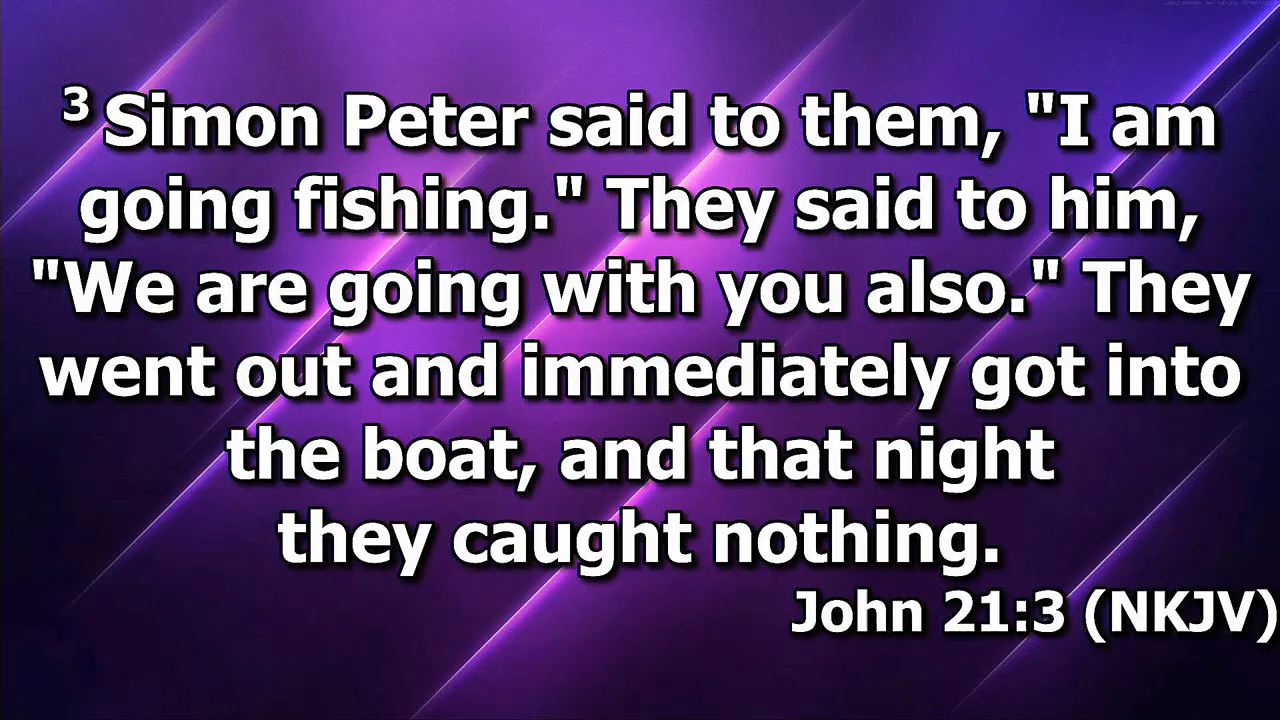 3 Simon Peter said to them, "I am
going fishing." They said to him,
"We are going with you also." They
went out and immediately got into
the boat, and that night
they caught nothing.
John 21:3 (NKJV)